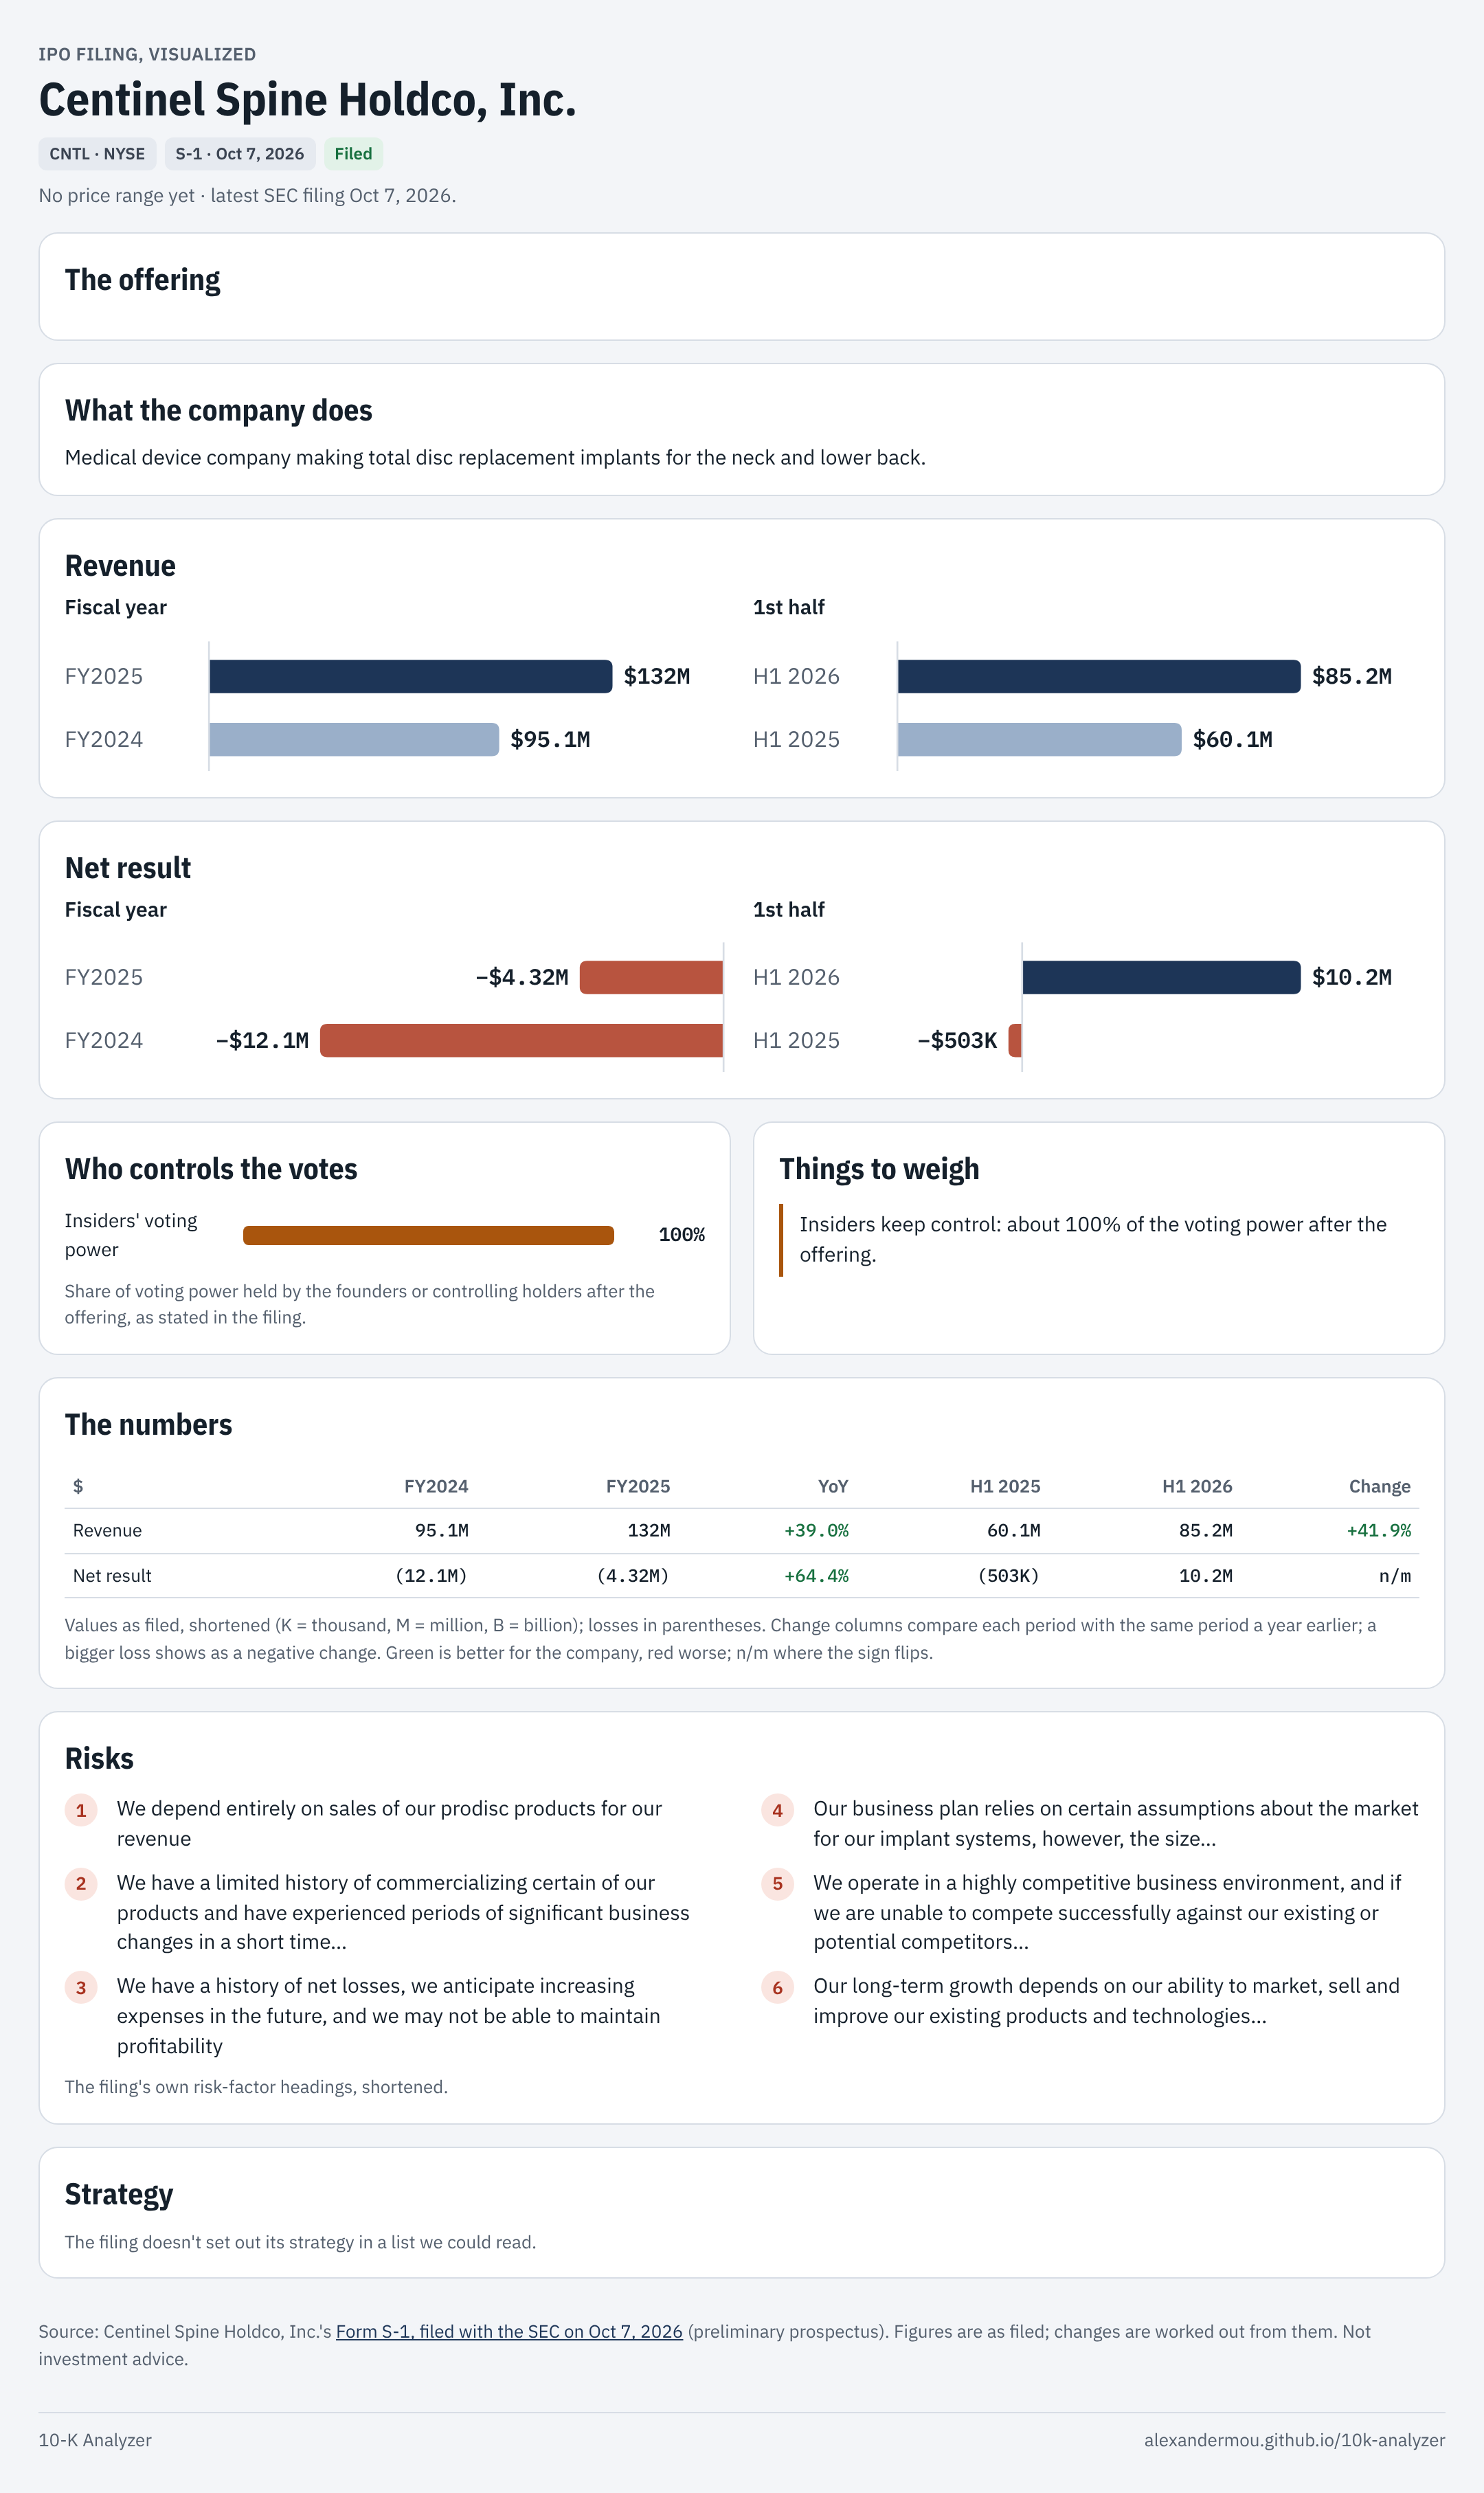 IPO FILING, VISUALIZED
Centinel Spine Holdco, Inc.
CNTL · NYSE
S-1 · Oct 7, 2026
Filed
No price range yet · latest SEC filing Oct 7, 2026.
The offering
What the company does
Medical device company making total disc replacement implants for the neck and lower back.
Revenue
Fiscal year
FY2025 $132M
FY2024 $95.1M
1st half
H1 2026 $85.2M
H1 2025 $60.1M
Net result
Fiscal year
FY2025 −$4.32M
FY2024 −$12.1M
1st half
H1 2026 $10.2M
H1 2025 −$503K
Who controls the votes
Insiders' voting
power
100%
Share of voting power held by the founders or controlling holders after the
offering, as stated in the filing.
Things to weigh
Insiders keep control: about 100% of the voting power after the
offering.
The numbers
$ FY2024 FY2025 YoY H1 2025 H1 2026 Change
Revenue 95.1M 132M +39.0% 60.1M 85.2M +41.9%
Net result (12.1M) (4.32M) +64.4% (503K) 10.2M n/m
Values as filed, shortened (K = thousand, M = million, B = billion); losses in parentheses. Change columns compare each period with the same period a year earlier; a
bigger loss shows as a negative change. Green is better for the company, red worse; n/m where the sign flips.
Risks
1 We depend entirely on sales of our prodisc products for our
revenue
2 We have a limited history of commercializing certain of our
products and have experienced periods of significant business
changes in a short time...
3 We have a history of net losses, we anticipate increasing
expenses in the future, and we may not be able to maintain
profitability
4 Our business plan relies on certain assumptions about the market
for our implant systems, however, the size...
5 We operate in a highly competitive business environment, and if
we are unable to compete successfully against our existing or
potential competitors...
6 Our long-term growth depends on our ability to market, sell and
improve our existing products and technologies...
The filing's own risk-factor headings, shortened.
Strategy
The filing doesn't set out its strategy in a list we could read.
Source: Centinel Spine Holdco, Inc.'s Form S-1, filed with the SEC on Oct 7, 2026 (preliminary prospectus). Figures are as filed; changes are worked out from them. Not
investment advice.
10-K Analyzer
alexandermou.github.io/10k-analyzer